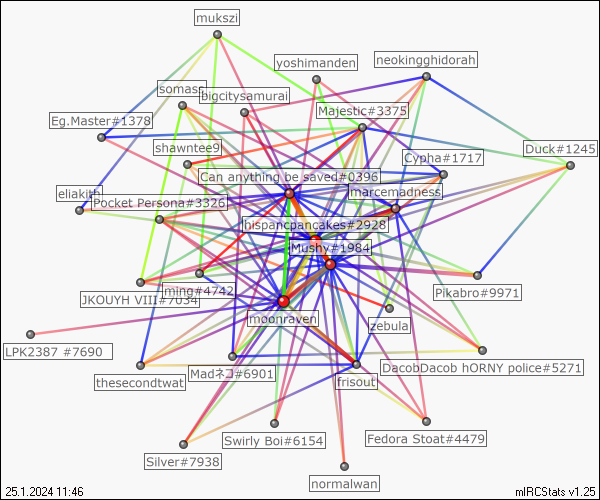 mukszi
yoshimanden
neokingghidorah
somass
bigcitysamurai
Majestic#3375
Eg.Master#1378
shawntee9
Cypha#1717
Duck#1245
Can anything be saved#0396
marcemadness
eliakith
Pocket Persona#3326
hispancpancakes#2928
Mushy#1984
ming#4742
JKOUYH VIII#7034
Pikabro#9971
moonraven
zebula
LPK2387 #7690
thesecondtwat
Madネコ#6901
frisout
DacobDacob hORNY police#5271
Swirly Boi#6154
Fedora Stoat#4479
Silver#7938
normalwan
25.1.2024 11:46
mIRCStats v1.25